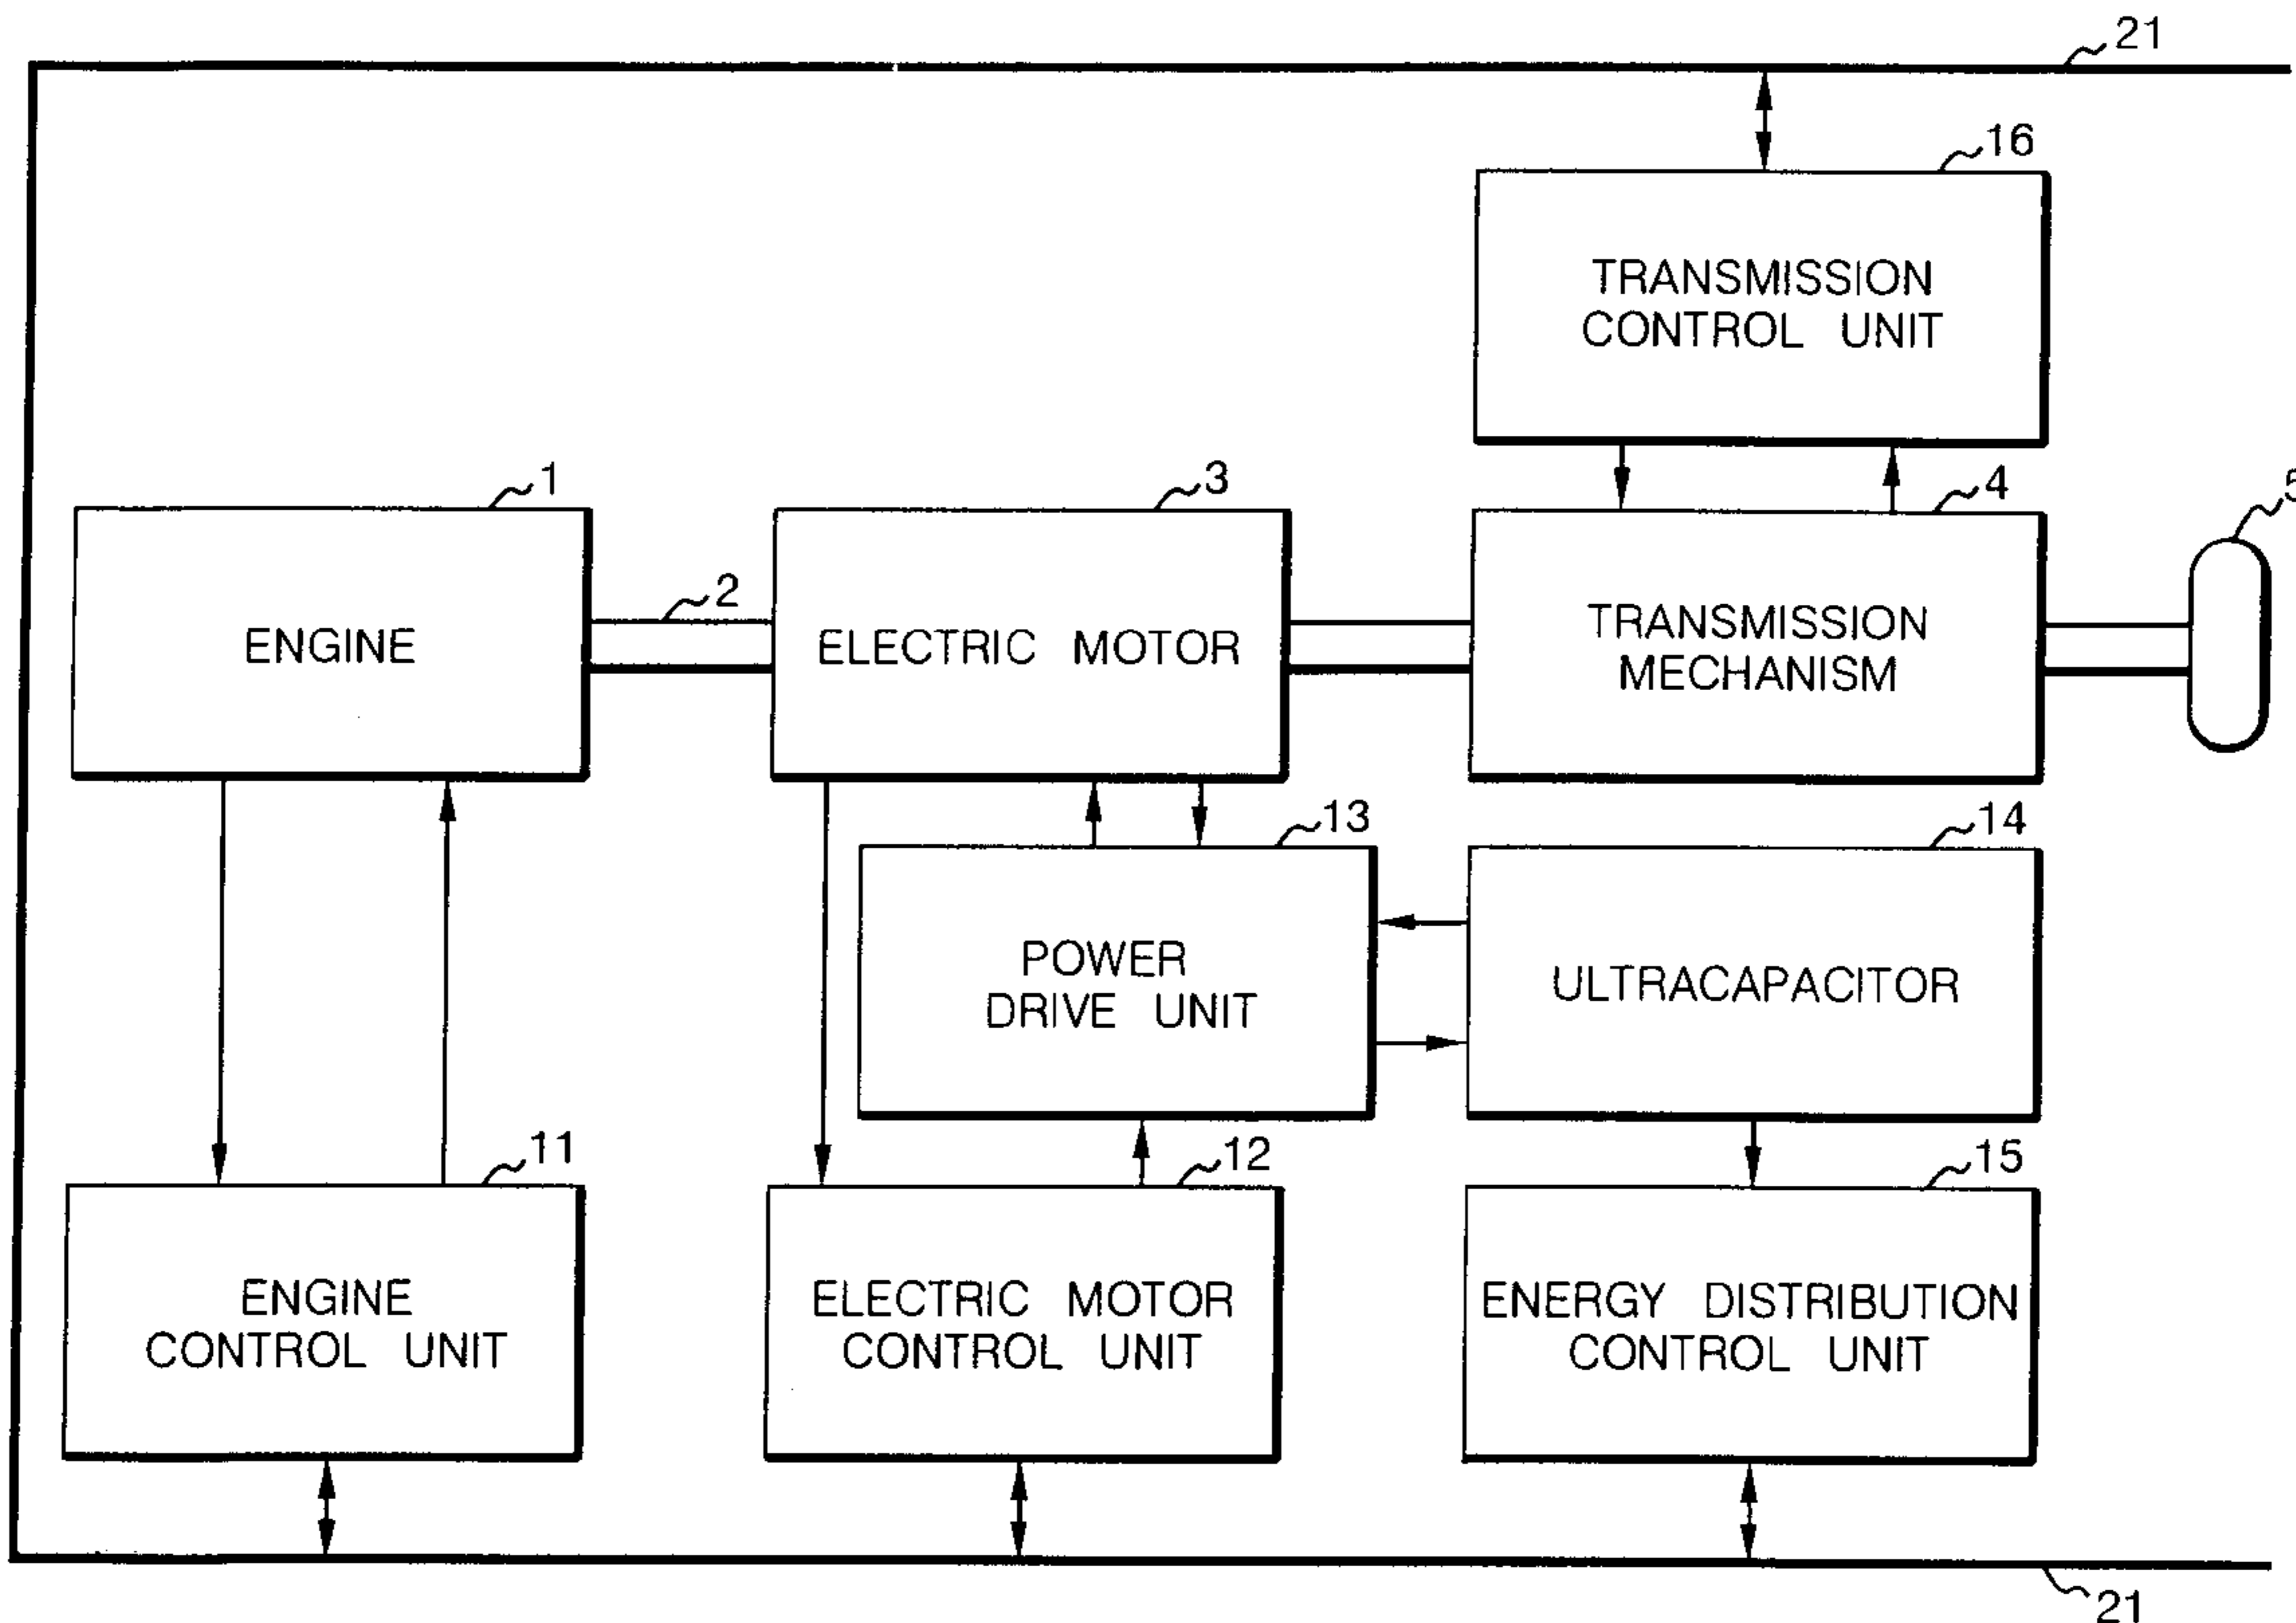 21
16
TRANSMISSION
CONTROL UNIT
1
3
4
5
2
ENGINE
ELECTRIC MOTOR
TRANSMISSION
MECHANISM
13
14
POWER
DRIVE UNIT
ULTRACAPACITOR
11
12
15
ENGINE
CONTROL UNIT
ELECTRIC MOTOR
CONTROL UNIT
ENERGY DISTRIBUTION
CONTROL UNIT
21